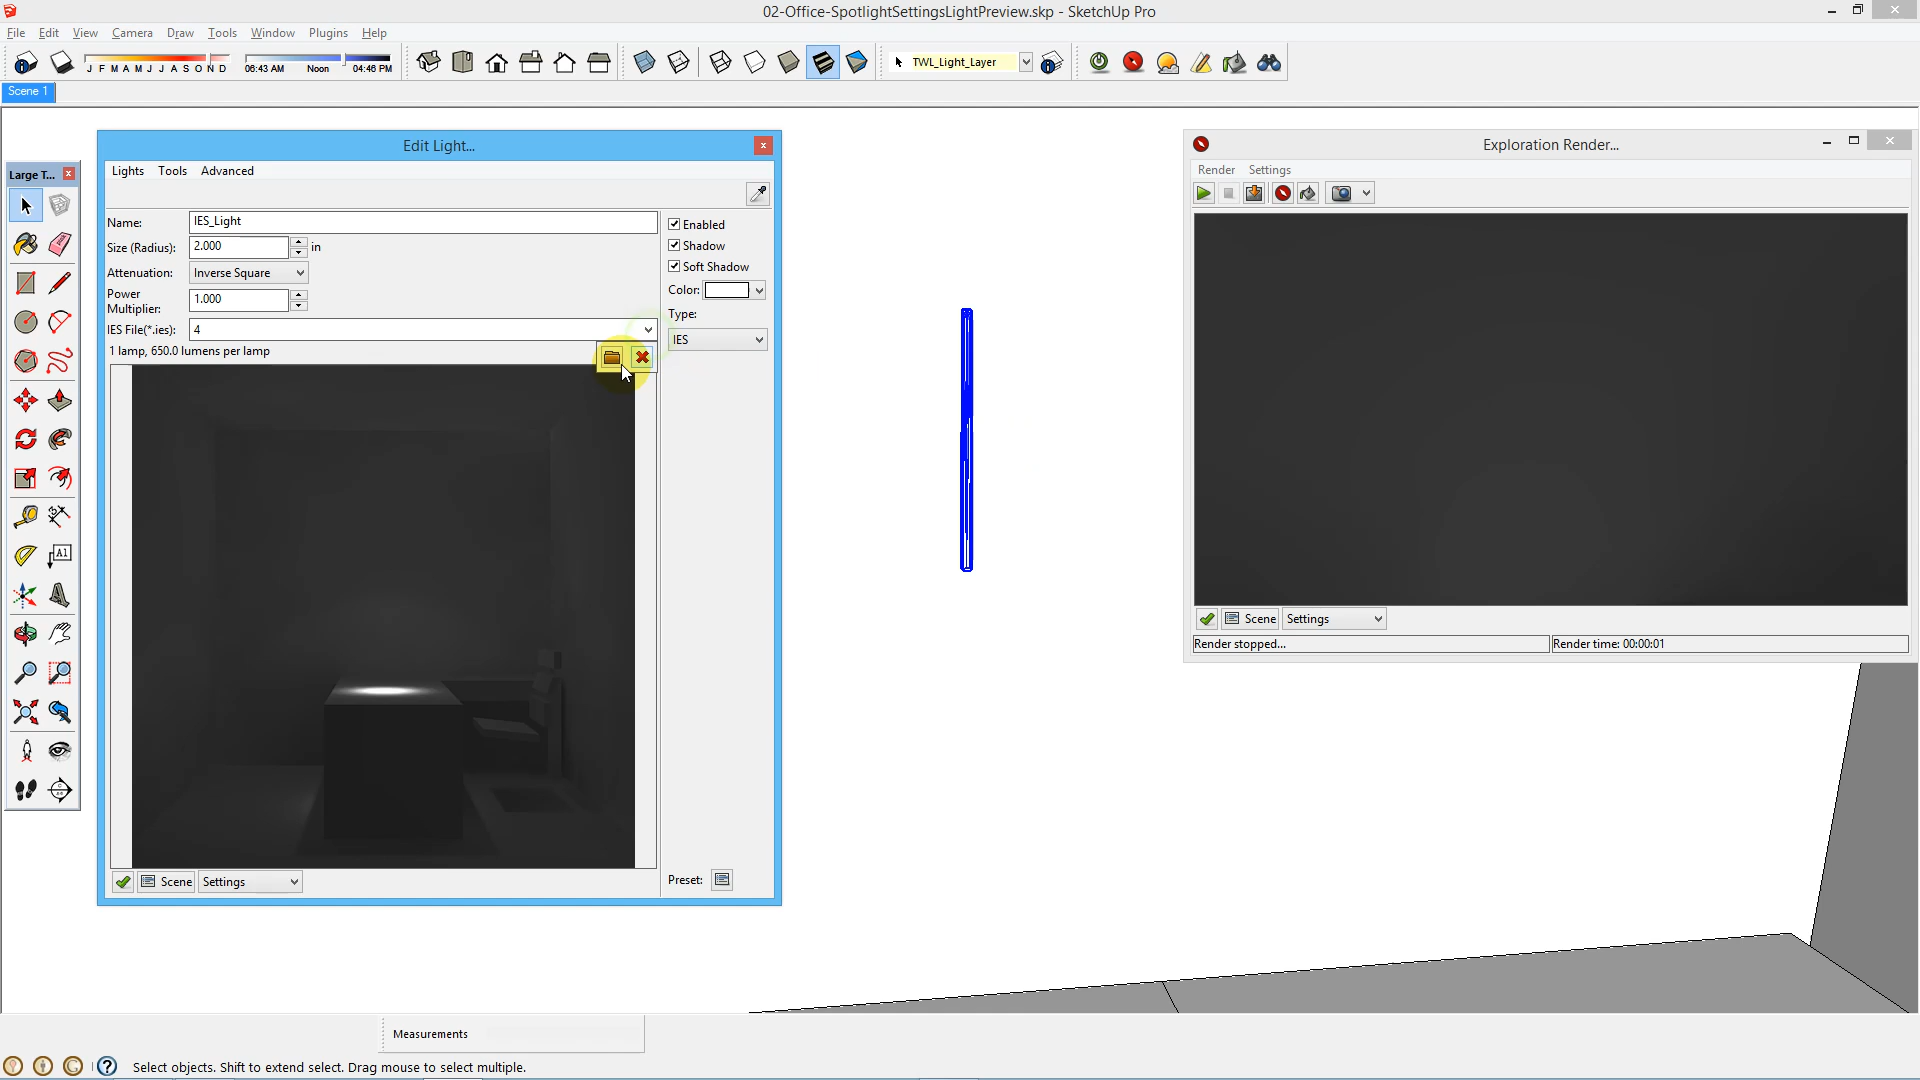 02-Office-SpotlightSettingsLightPreview.skp - SketchUp Pro
File Edit View Camera Draw Tools Window Plugins Help
J F M A M J J A S O N D
06:43 AM Noon 04:46 PM
TWL_Light_Layer
Scene 1
Large T...
Edit Light...
Lights Tools Advanced
Name: IES_Light
Size (Radius): 2.000 in
Attenuation: Inverse Square
Power Multiplier: 1.000
IES File(*.ies): 4
1 lamp, 650.0 lumens per lamp
Enabled
Shadow
Soft Shadow
Color:
Type:
IES
Scene Settings
Preset:
A1
Exploration Render...
Render Settings
Scene Settings
Render stopped...
Render time: 00:00:01
Measurements
Select objects. Shift to extend select. Drag mouse to select multiple.